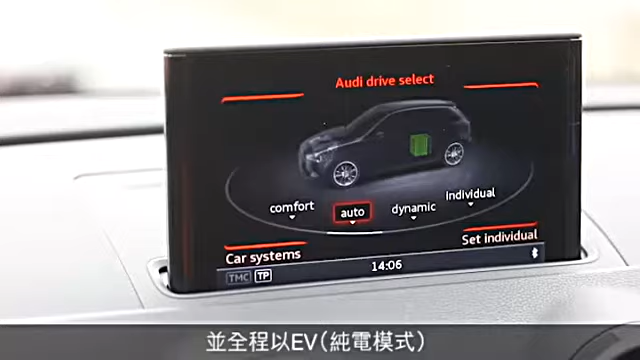 Audi drive select
comfort
auto
dynamic
individual
Car systems
Set individual
TMC TP
14:06
並全程以EV(純電模式)